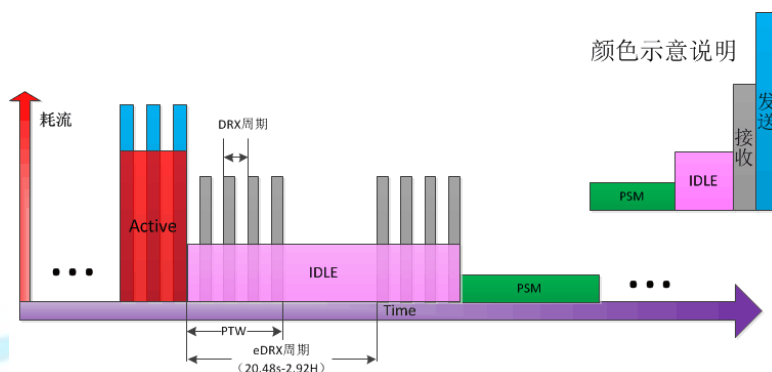 颜色示意说明
耗流
DRX周期
发送
接收
IDLE
PSM
Active
IDLE
PSM
Time
PTW
eDRX周期
（20.48s-2.92H）